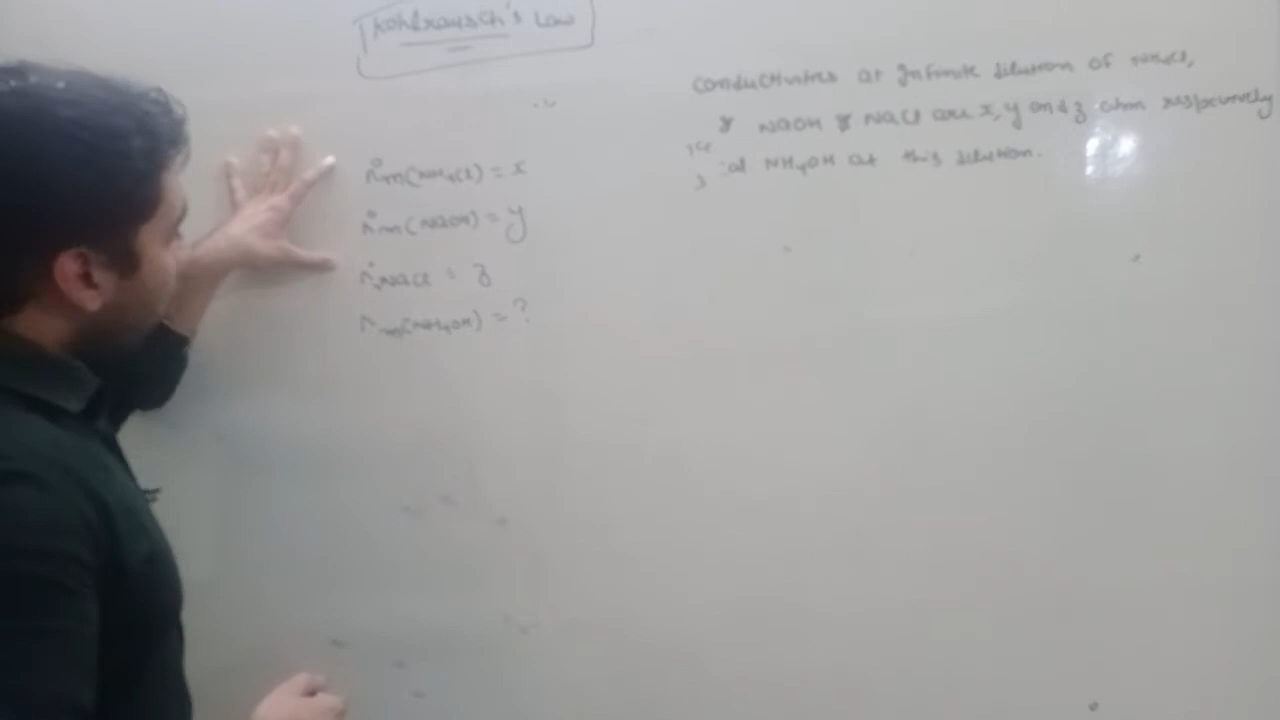 Kohlrausch's Law
conductivities at Infinite dilution of NH4Cl,
& NaOH & NaCl are x, y and z ohm respectively
NH4OH at this dilution.
Λ°m(NH4Cl) = x
Λ°m(NaOH) = y
Λ°NaCl = z
Λm(NH4OH) = ?